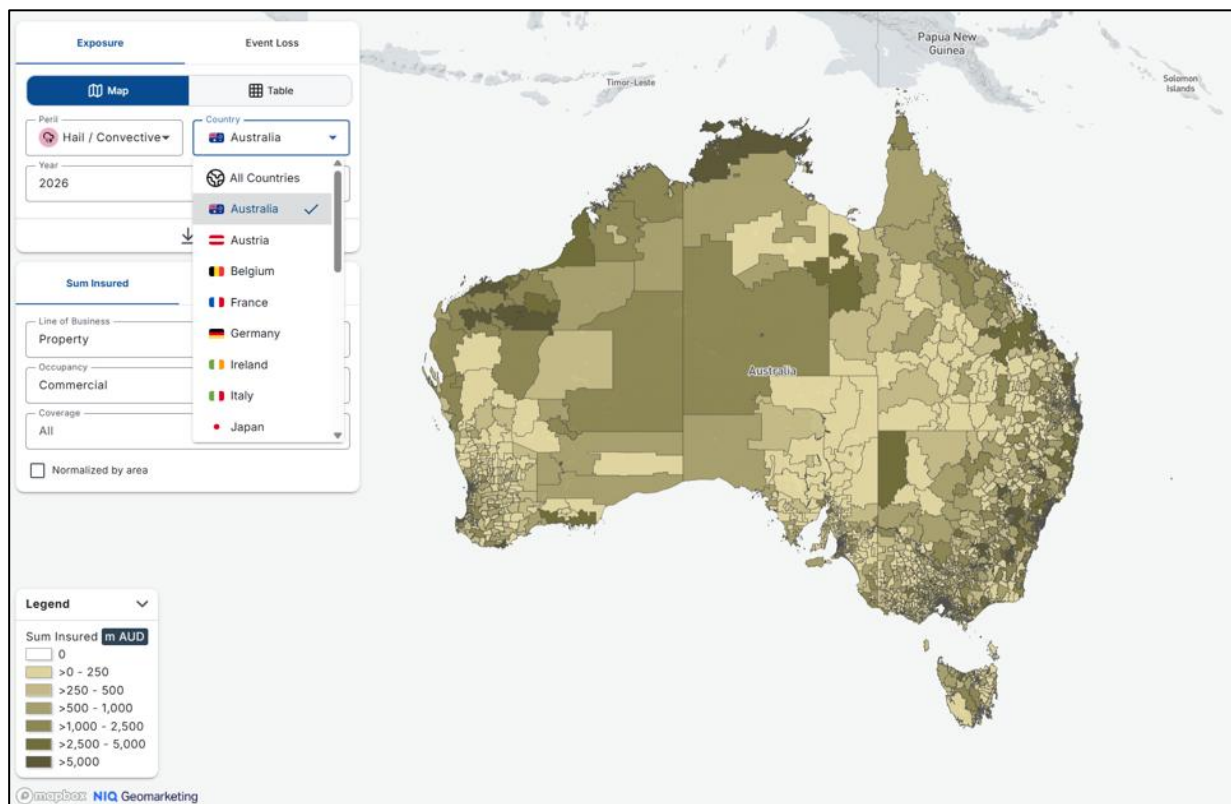 Exposure
Event Loss
Map
Table
Peril
Hail / Convective
Country
Australia
Year
2026
All Countries
Australia
Austria
Belgium
France
Germany
Ireland
Italy
Japan
Sum Insured
Line of Business
Property
Occupancy
Commercial
Coverage
All
Normalized by area
Legend
Sum Insured m AUD
0
>0 - 250
>250 - 500
>500 - 1,000
>1,000 - 2,500
>2,500 - 5,000
>5,000
mapbox NIQ Geomarketing
Papua New
Guinea
Timor-Leste
Solomon
Islands
Australia